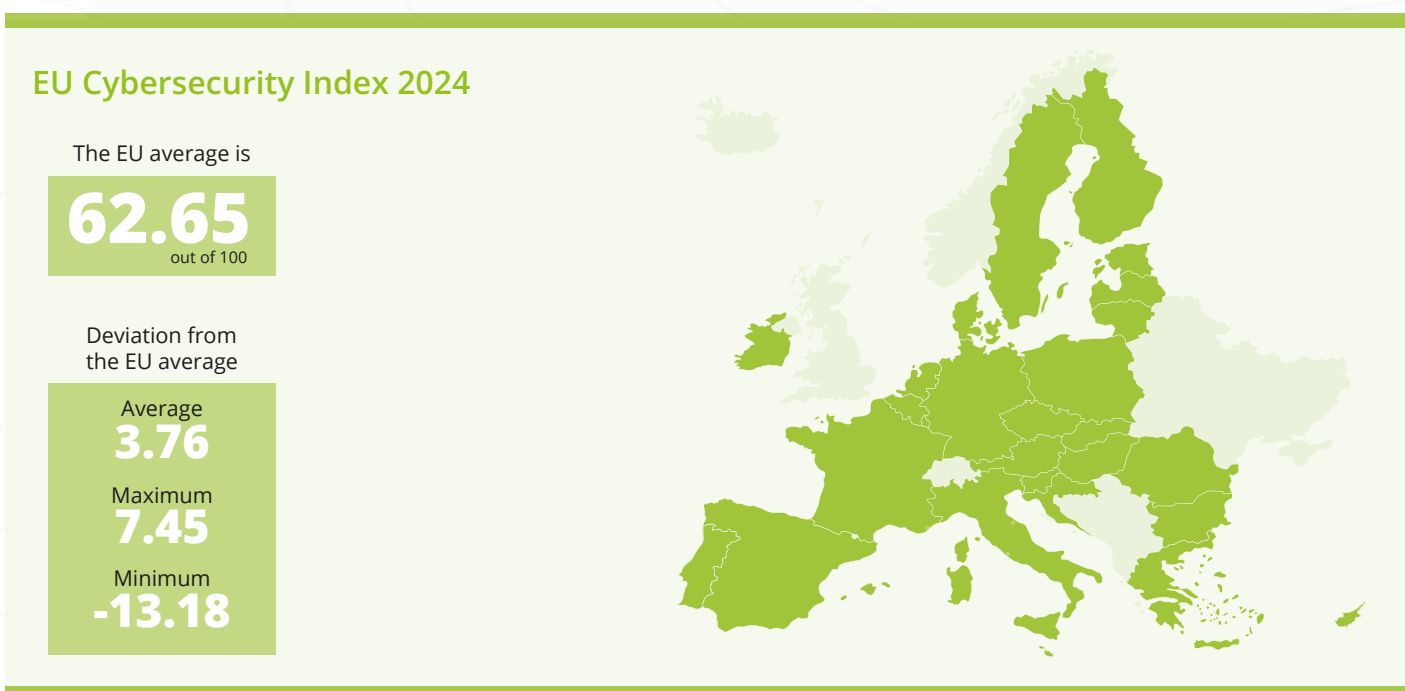 EU Cybersecurity Index 2024
The EU average is
62.65
out of 100
Deviation from
the EU average
Average
3.76
Maximum
7.45
Minimum
-13.18